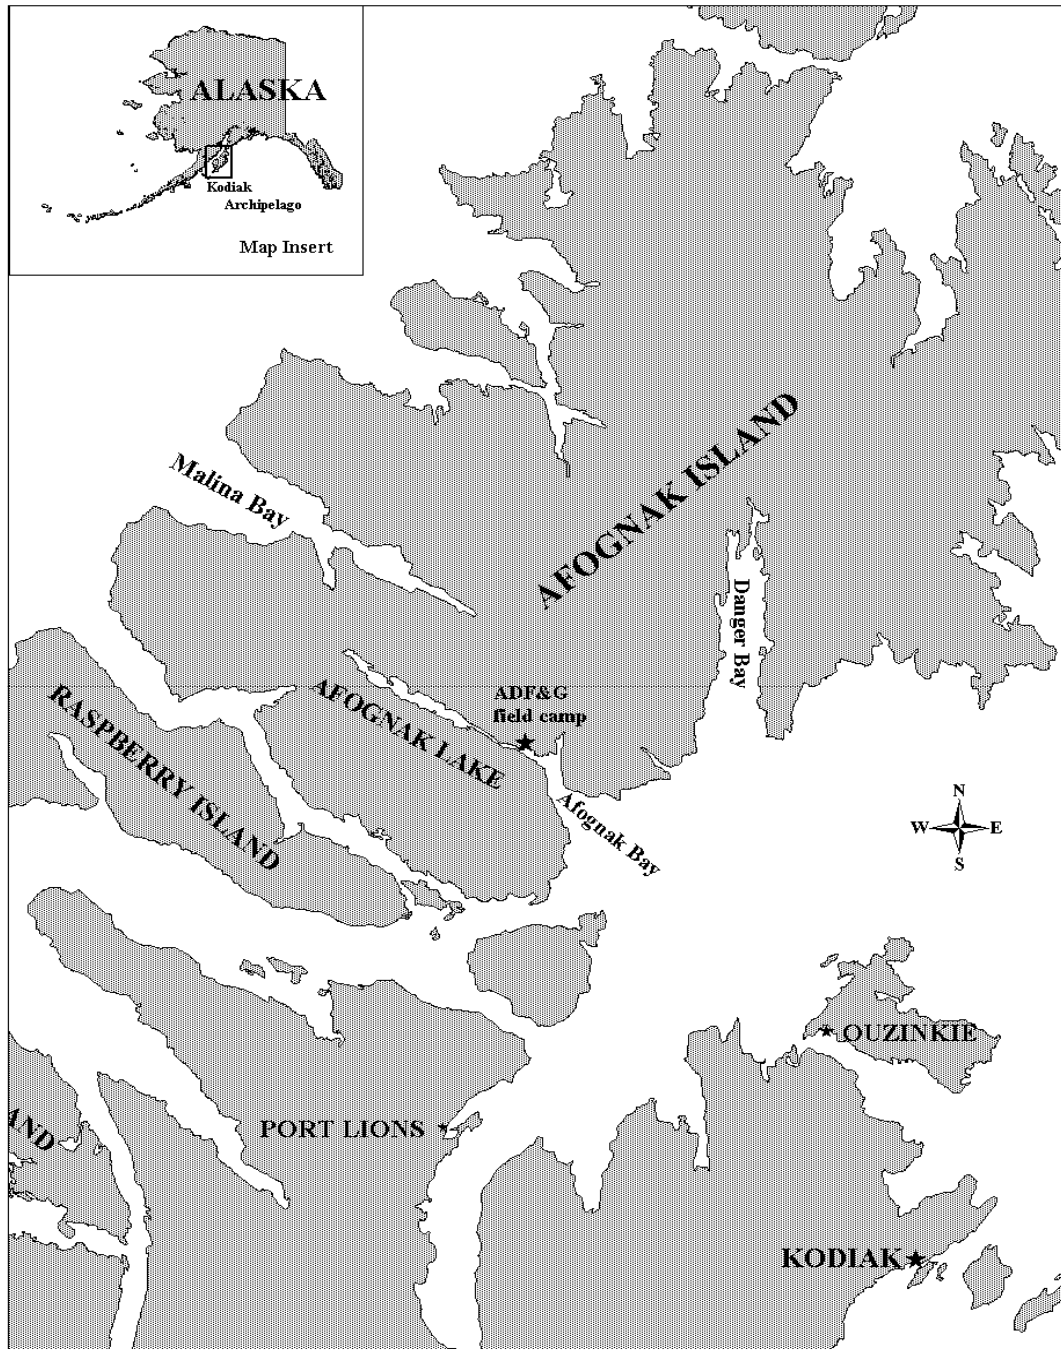 ALASKA
Kodiak
Archipelago
Map Insert
Malina Bay
AFOGNAK ISLAND
Danger Bay
ADF&G
field camp
AFOGNAK LAKE
RASPBERRY ISLAND
Afognak Bay
N
W E
S
OUZINKIE
PORT LIONS
AND
KODIAK